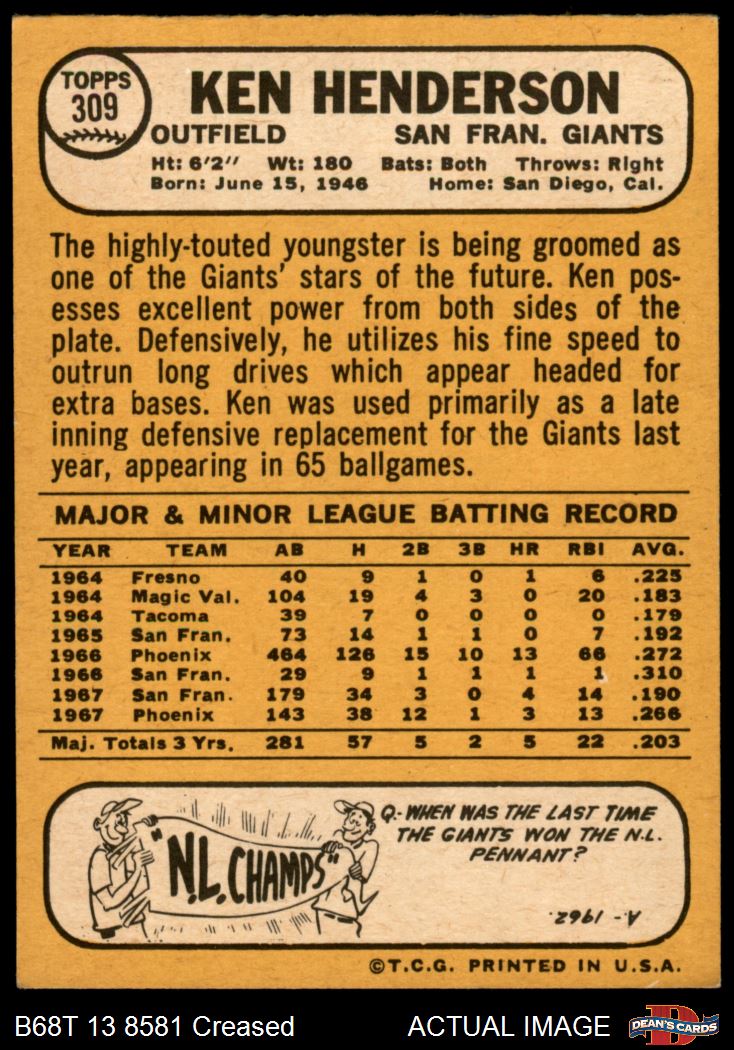 TOPPS
309
KEN HENDERSON
OUTFIELD SAN FRAN. GIANTS
Ht: 6'2" Wt: 180 Bats: Both Throws: Right
Born: June 15, 1946 Home: San Diego, Cal.
The highly-touted youngster is being groomed as
one of the Giants' stars of the future. Ken pos-
esses excellent power from both sides of the
plate. Defensively, he utilizes his fine speed to
outrun long drives which appear headed for
extra bases. Ken was used primarily as a late
inning defensive replacement for the Giants last
year, appearing in 65 ballgames.
MAJOR & MINOR LEAGUE BATTING RECORD
YEAR TEAM AB H 2B 3B HR RBI AVG.
1964 Fresno 40 9 1 0 1 6 .225
1964 Magic Val. 104 19 4 3 0 20 .183
1964 Tacoma 39 7 0 0 0 0 .179
1965 San Fran. 73 14 1 1 0 7 .192
1966 Phoenix 464 126 15 10 13 66 .272
1966 San Fran. 29 9 1 1 1 1 .310
1967 San Fran. 179 34 3 0 4 14 .190
1967 Phoenix 143 38 12 1 3 13 .266
Maj. Totals 3 Yrs. 281 57 5 2 5 22 .203
"N.L. CHAMPS"
Q-WHEN WAS THE LAST TIME
THE GIANTS WON THE N.L.
PENNANT?
A- 1962.
©T.C.G. PRINTED IN U.S.A.
B68T 13 8581 Creased ACTUAL IMAGE
DEAN'S CARDS